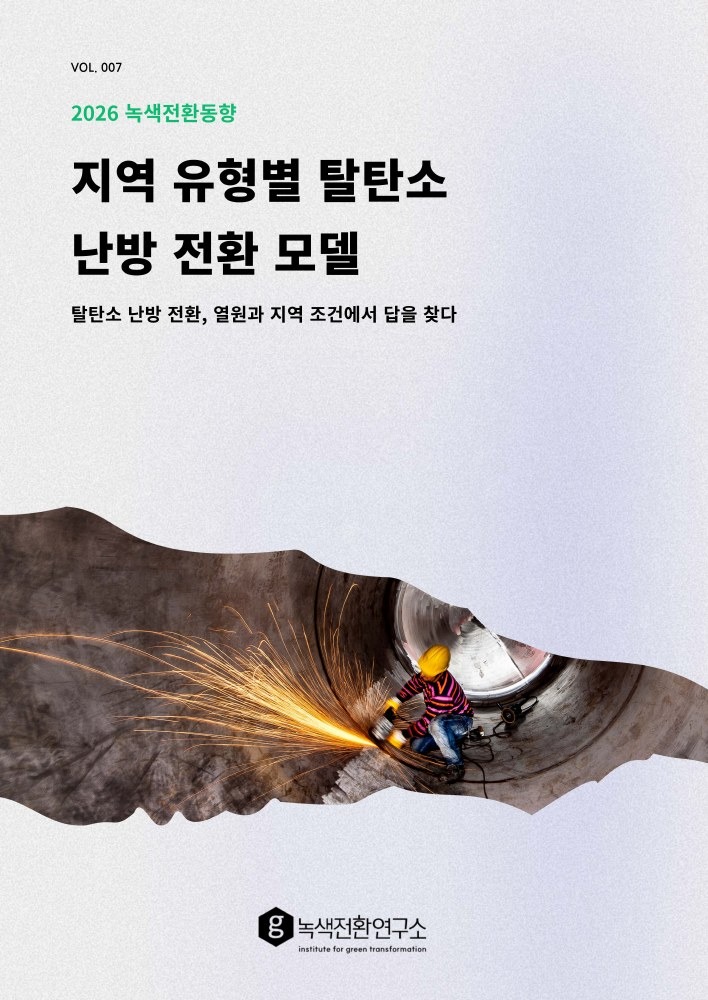 VOL. 007
2026 녹색전환동향
지역 유형별 탈탄소
난방 전환 모델
탈탄소 난방 전환, 열원과 지역 조건에서 답을 찾다
g 녹색전환연구소
institute for green transformation